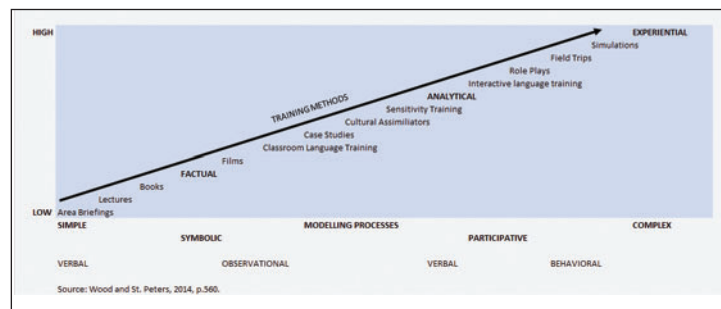 HIGH
EXPERIENTIAL
Simulations
Field Trips
Role Plays
Interactive language training
ANALYTICAL
TRAINING METHODS
Sensitivity Training
Cultural Assimiliators
Case Studies
Classroom Language Training
Films
FACTUAL
Books
Lectures
LOW Area Briefings
SIMPLE MODELLING PROCESSES COMPLEX
SYMBOLIC PARTICIPATIVE
VERBAL OBSERVATIONAL VERBAL BEHAVIORAL
Source: Wood and St. Peters, 2014, p.560.